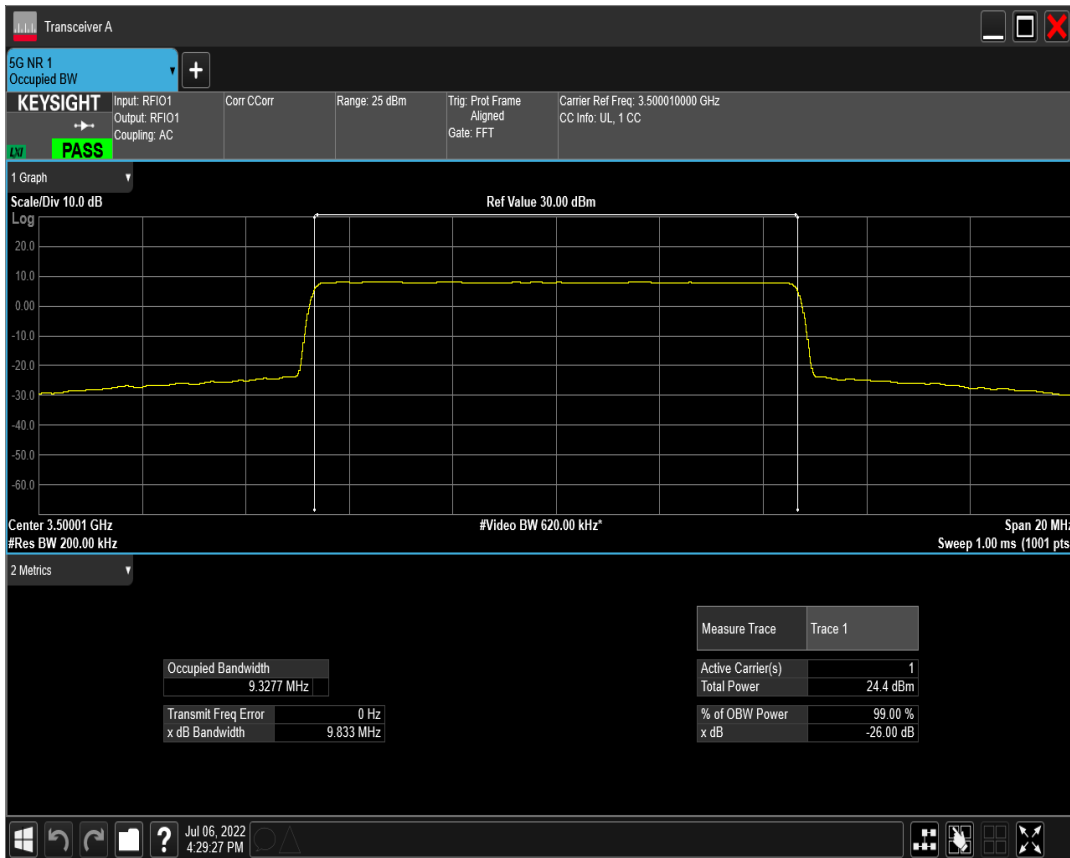 Transceiver A
5G NR 1
Occupied BW
+
KEYSIGHT
LXI
PASS
Input: RFIO1
Output: RFIO1
Coupling: AC
Corr CCorr
Range: 25 dBm
Trig: Prot Frame
Aligned
Gate: FFT
Carrier Ref Freq: 3.500010000 GHz
CC Info: UL, 1 CC
1 Graph
Scale/Div 10.0 dB
Ref Value 30.00 dBm
Log
20.0
10.0
0.00
-10.0
-20.0
-30.0
-40.0
-50.0
-60.0
Center 3.50001 GHz
#Video BW 620.00 kHz*
Span 20 MHz
#Res BW 200.00 kHz
Sweep 1.00 ms (1001 pts
2 Metrics
Measure Trace Trace 1
Occupied Bandwidth
9.3277 MHz
Active Carrier(s) 1
Total Power 24.4 dBm
Transmit Freq Error 0 Hz
x dB Bandwidth 9.833 MHz
% of OBW Power 99.00 %
x dB -26.00 dB
?
Jul 06, 2022
4:29:27 PM